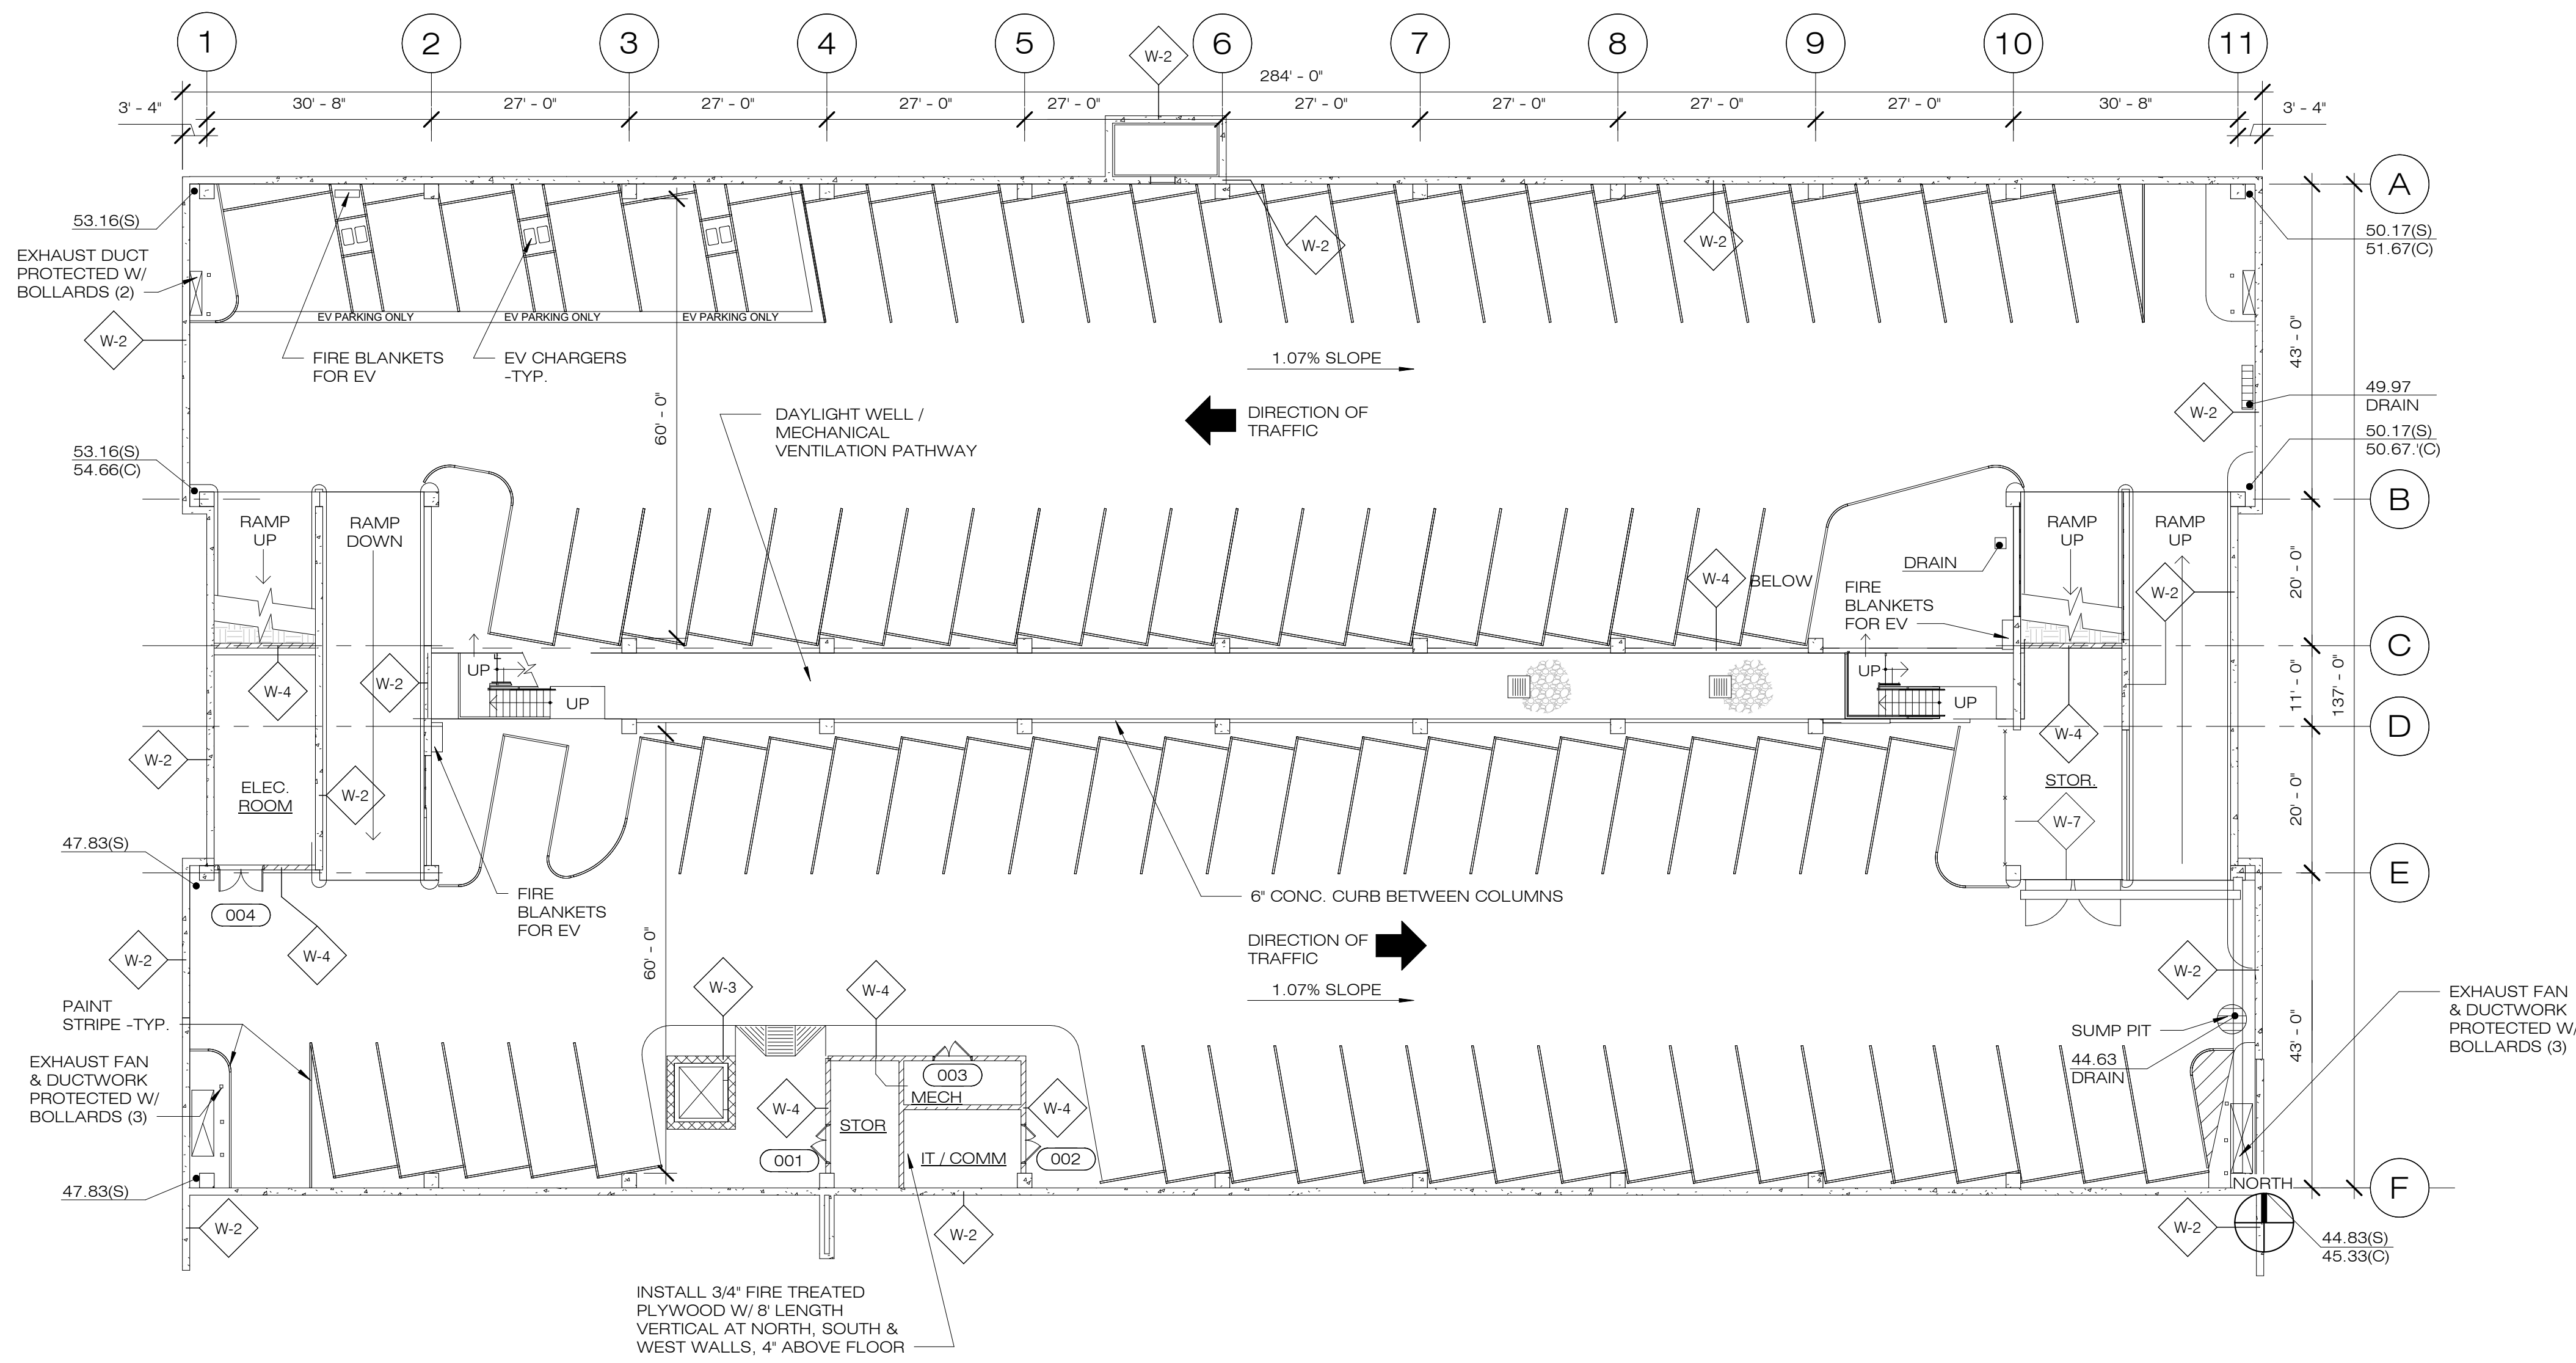 1
2
3
4
5
6
7
8
9
10
11
W-2
284' - 0"
3' - 4"
30' - 8"
27' - 0"
27' - 0"
27' - 0"
27' - 0"
27' - 0"
27' - 0"
27' - 0"
27' - 0"
30' - 8"
3' - 4"
A
53.16(S)
EXHAUST DUCT
PROTECTED W/
BOLLARDS (2)
W-2
EV PARKING ONLY
EV PARKING ONLY
EV PARKING ONLY
FIRE BLANKETS
FOR EV
EV CHARGERS
-TYP.
W-2
W-2
50.17(S)
51.67(C)
43' - 0"
1.07% SLOPE
60' - 0"
DAYLIGHT WELL /
MECHANICAL
VENTILATION PATHWAY
DIRECTION OF
TRAFFIC
W-2
49.97
DRAIN
50.17(S)
50.67.'(C)
53.16(S)
54.66(C)
B
RAMP
UP
RAMP
DOWN
DRAIN
RAMP
UP
RAMP
UP
W-4
BELOW
FIRE
BLANKETS
FOR EV
W-2
20' - 0"
C
W-4
W-2
UP
UP
UP
UP
11' - 0"
137' - 0"
W-4
D
W-2
ELEC.
ROOM
W-2
STOR.
W-7
20' - 0"
47.83(S)
E
004
FIRE
BLANKETS
FOR EV
6" CONC. CURB BETWEEN COLUMNS
W-2
W-4
60' - 0"
DIRECTION OF
TRAFFIC
1.07% SLOPE
W-2
PAINT
STRIPE -TYP.
W-3
W-4
EXHAUST FAN
& DUCTWORK
PROTECTED W/
BOLLARDS (3)
SUMP PIT
44.63
DRAIN
43' - 0"
EXHAUST FAN
& DUCTWORK
PROTECTED W/
BOLLARDS (3)
003
MECH
W-4
W-4
STOR
001
IT / COMM
002
47.83(S)
NORTH
F
W-2
W-2
W-2
44.83(S)
45.33(C)
INSTALL 3/4" FIRE TREATED
PLYWOOD W/ 8' LENGTH
VERTICAL AT NORTH, SOUTH &
WEST WALLS, 4" ABOVE FLOOR